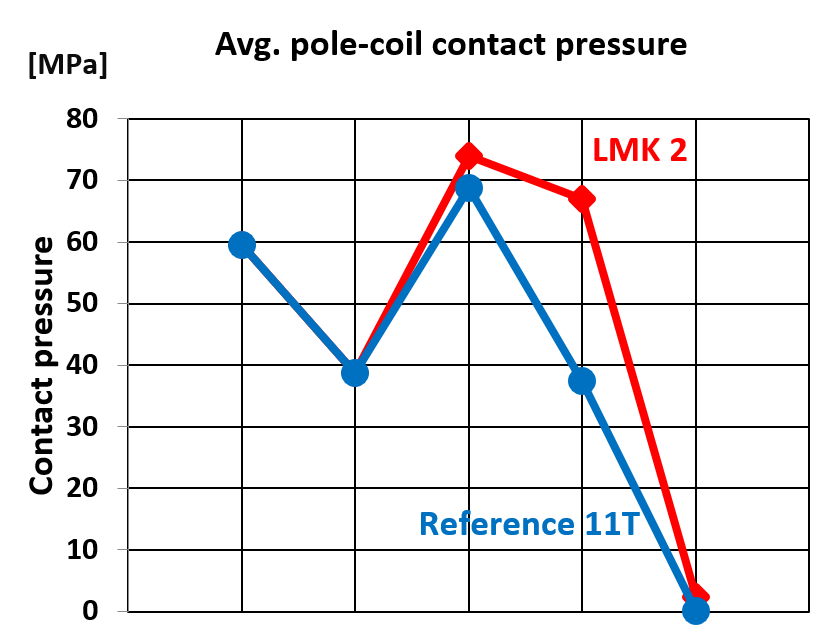 Avg. pole-coil contact pressure
[MPa]
Contact pressure
80
70
60
50
40
30
20
10
0
LMK 2
Reference 11T